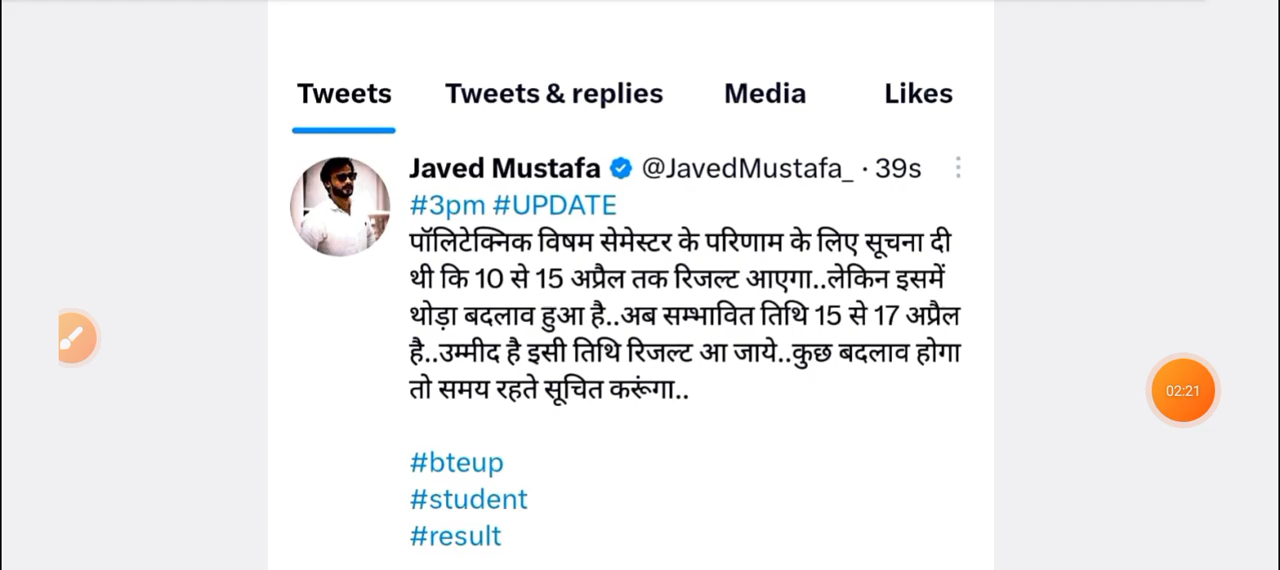 Tweets Tweets & replies Media Likes
Javed Mustafa @JavedMustafa_ · 39s
#3pm #UPDATE
पॉलिटेक्निक विषम सेमेस्टर के परिणाम के लिए सूचना दी
थी कि 10 से 15 अप्रैल तक रिजल्ट आएगा..लेकिन इसमें
थोड़ा बदलाव हुआ है..अब सम्भावित तिथि 15 से 17 अप्रैल
है..उम्मीद है इसी तिथि रिजल्ट आ जाये..कुछ बदलाव होगा
तो समय रहते सूचित करूंगा..
02:21
#bteup
#student
#result